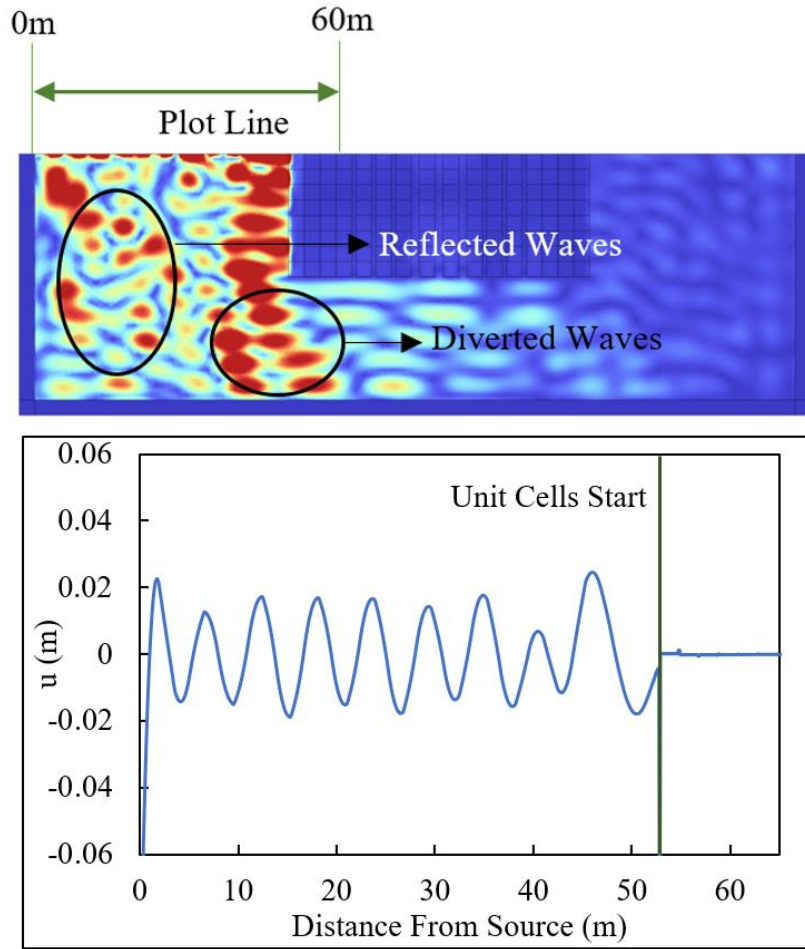 0m 60m
Plot Line
Reflected Waves
Diverted Waves
0.06
Unit Cells Start
0.04
0.02
0
-0.02
-0.04
-0.06
u (m)
0 10 20 30 40 50 60
Distance From Source (m)